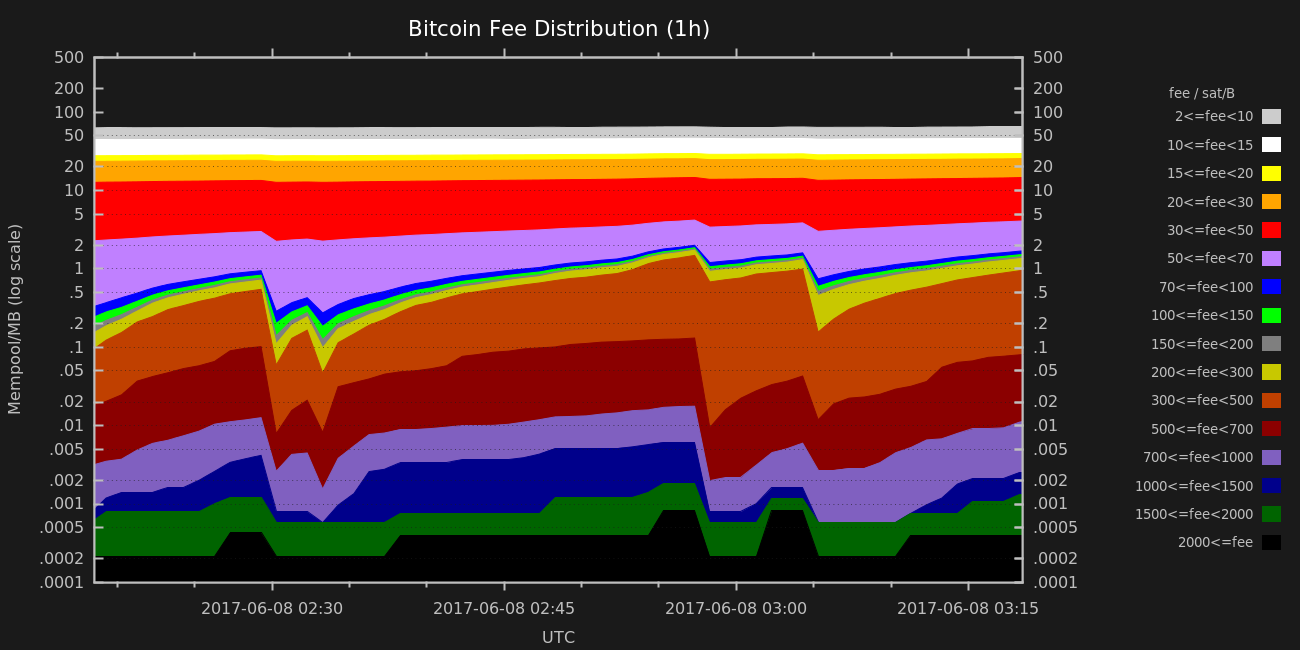 Bitcoin Fee Distribution (1h)
Mempool/MB (log scale)
500
200
100
50
20
10
5
2
1
.5
.2
.1
.05
.02
.01
.005
.002
.001
.0005
.0002
.0001
500
200
100
50
20
10
5
2
1
.5
.2
.1
.05
.02
.01
.005
.002
.001
.0005
.0002
.0001
2017-06-08 02:30
2017-06-08 02:45
2017-06-08 03:00
2017-06-08 03:15
UTC
fee / sat/B
2<=fee<10
10<=fee<15
15<=fee<20
20<=fee<30
30<=fee<50
50<=fee<70
70<=fee<100
100<=fee<150
150<=fee<200
200<=fee<300
300<=fee<500
500<=fee<700
700<=fee<1000
1000<=fee<1500
1500<=fee<2000
2000<=fee